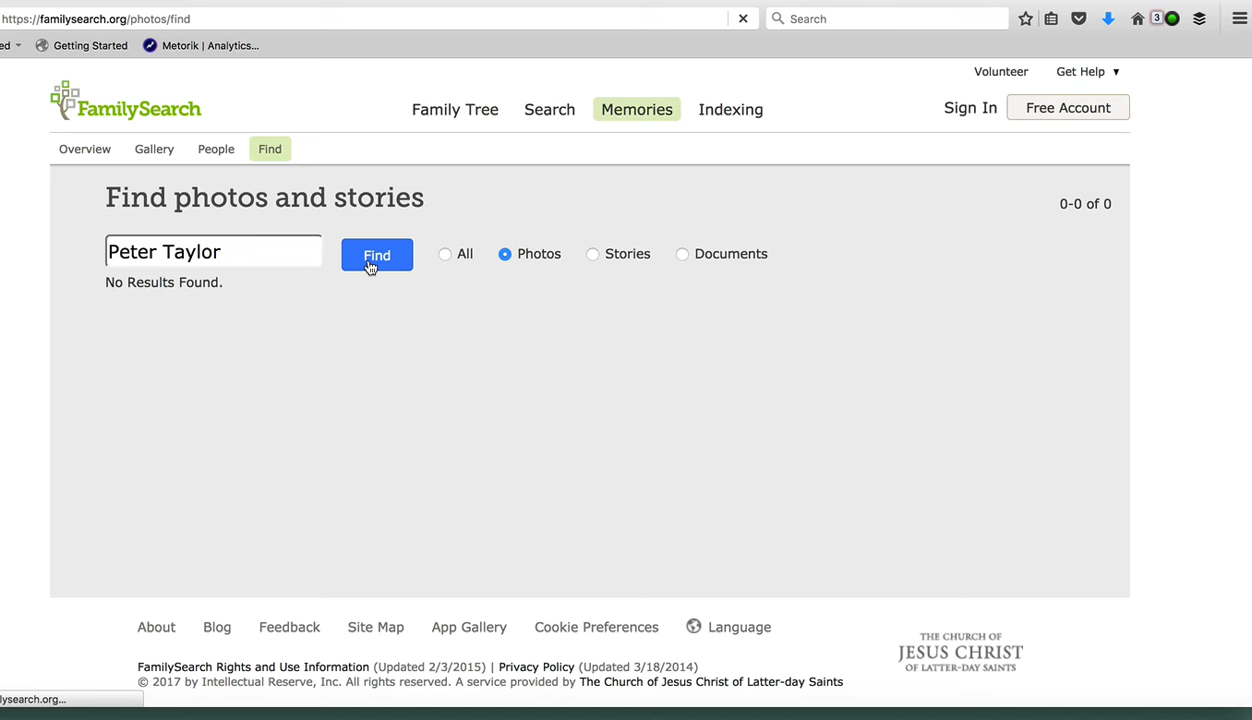 https://familysearch.org/photos/find
Search
3
ed
Getting Started
Metorik | Analytics...
Volunteer
Get Help ▼
FamilySearch
Family Tree
Search
Memories
Indexing
Sign In
Free Account
Overview
Gallery
People
Find
Find photos and stories
0-0 of 0
Peter Taylor
Find
All
Photos
Stories
Documents
No Results Found.
About
Blog
Feedback
Site Map
App Gallery
Cookie Preferences
Language
THE CHURCH OF
JESUS CHRIST
OF LATTER-DAY SAINTS
FamilySearch Rights and Use Information (Updated 2/3/2015) | Privacy Policy (Updated 3/18/2014)
© 2017 by Intellectual Reserve, Inc. All rights reserved. A service provided by The Church of Jesus Christ of Latter-day Saints
lysearch.org...